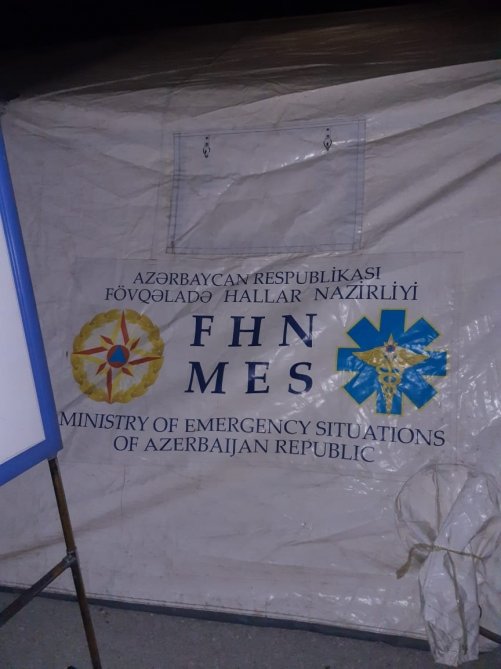 AZƏRBAYCAN RESPUBLİKASI
FÖVQƏLADƏ HALLAR NAZİRLİYİ
FHN
MES
MINISTRY OF EMERGENCY SITUATIONS
OF AZERBAIJAN REPUBLIC